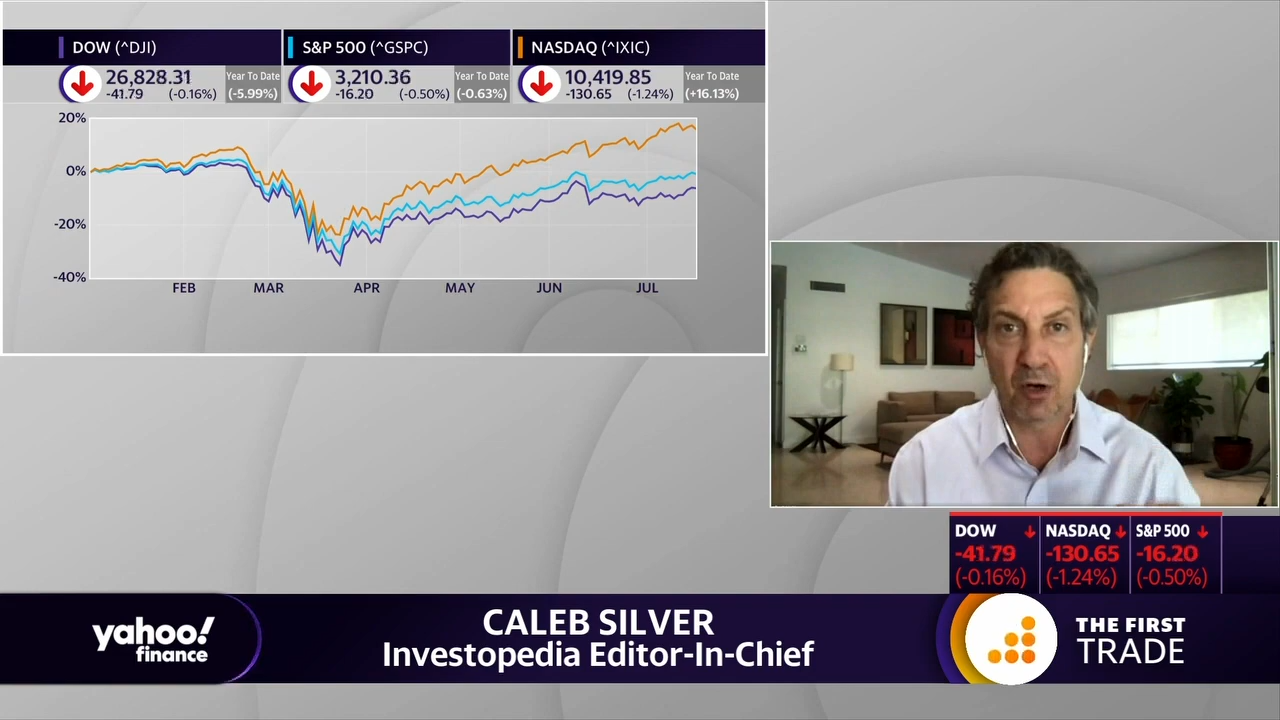 DOW (^DJI)
26,828.31
-41.79 (-0.16%)
Year To Date
(-5.99%)
S&P 500 (^GSPC)
3,210.36
-16.20 (-0.50%)
Year To Date
(-0.63%)
NASDAQ (^IXIC)
10,419.85
-130.65 (-1.24%)
Year To Date
(+16.13%)
20%
0%
-20%
-40%
FEB MAR APR MAY JUN JUL
DOW
-41.79
(-0.16%)
NASDAQ
-130.65
(-1.24%)
S&P 500
-16.20
(-0.50%)
yahoo!
finance
CALEB SILVER
Investopedia Editor-In-Chief
THE FIRST
TRADE